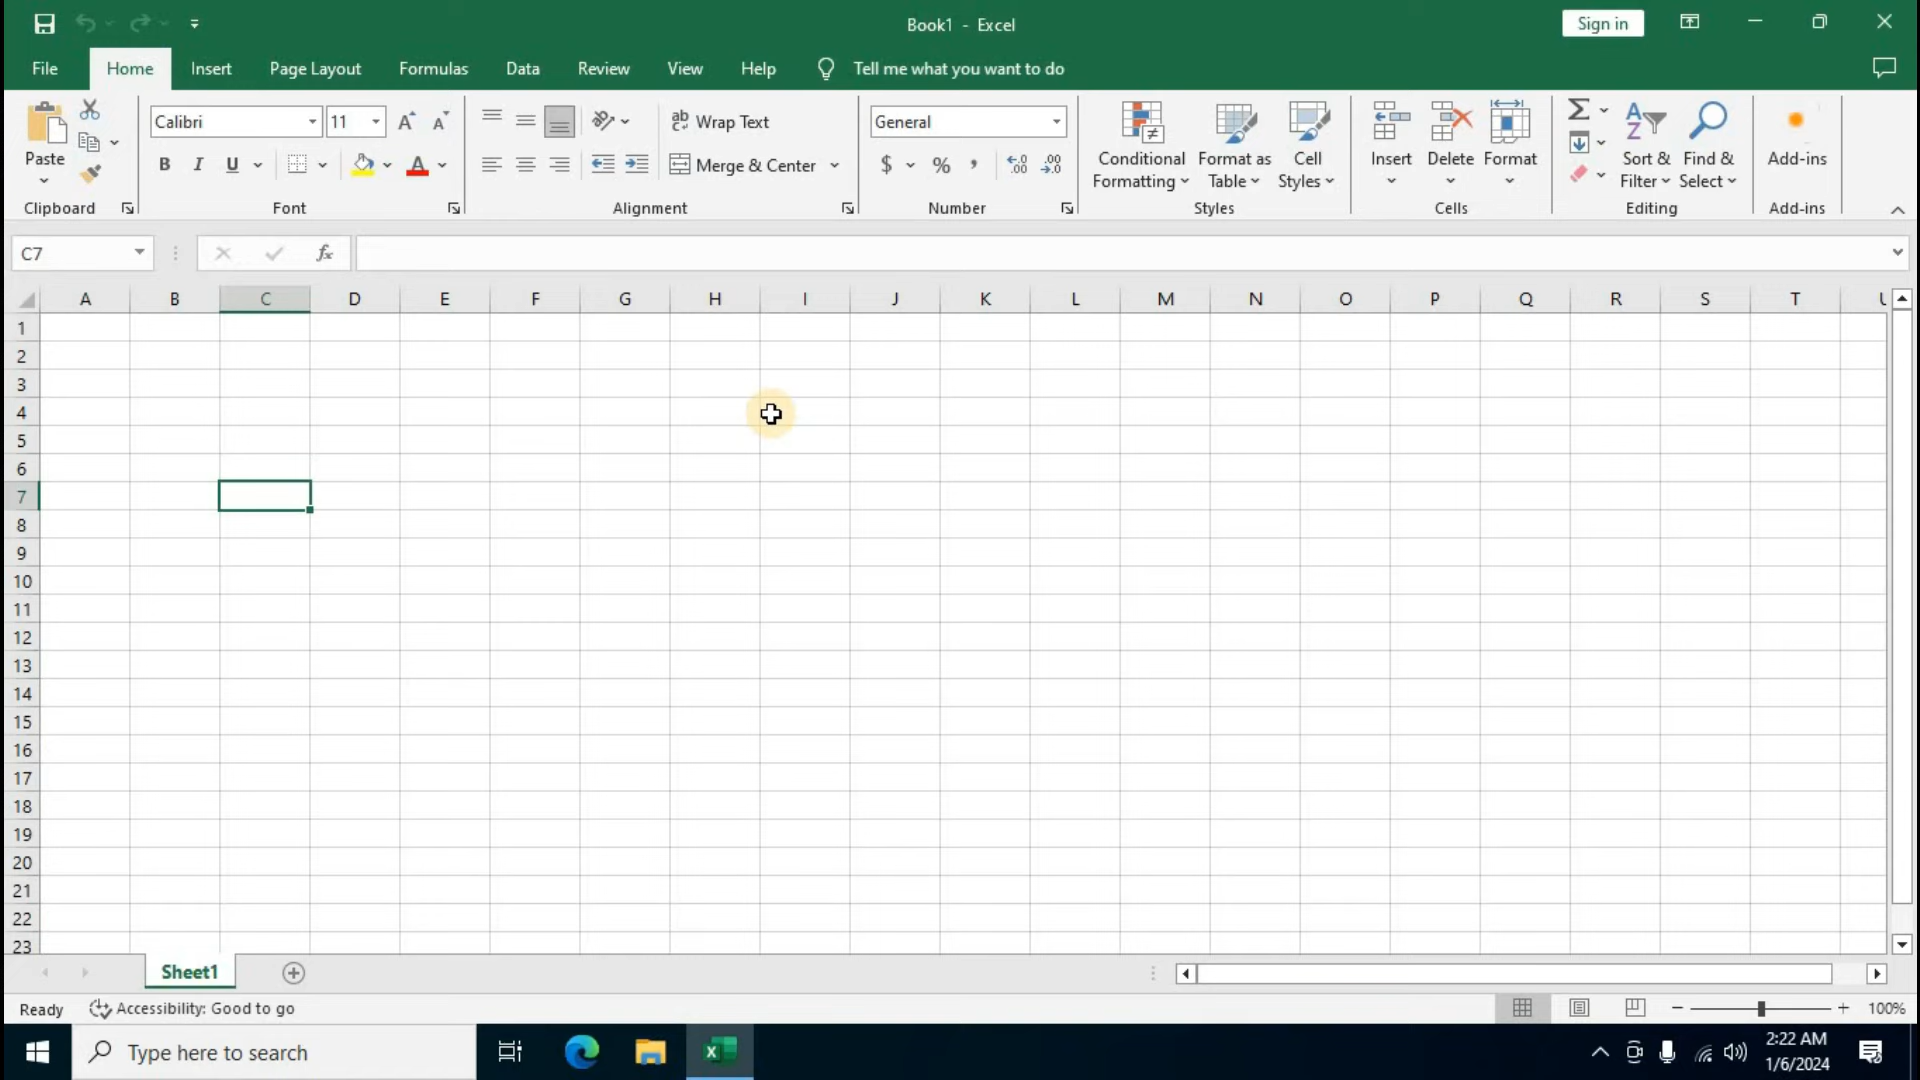 Book1 - Excel
Sign in
File Home Insert Page Layout Formulas Data Review View Help Tell me what you want to do
Calibri 11 Wrap Text General
Paste B I U Merge & Center $ % , Conditional Formatting Format as Table Cell Styles Insert Delete Format Sort & Filter Find & Select Add-ins
Clipboard Font Alignment Number Styles Cells Editing Add-ins
C7 fx
A B C D E F G H I J K L M N O P Q R S T
1
2
3
4
5
6
7
8
9
10
11
12
13
14
15
16
17
18
19
20
21
22
23
Sheet1
Ready Accessibility: Good to go 100%
Type here to search 2:22 AM
1/6/2024